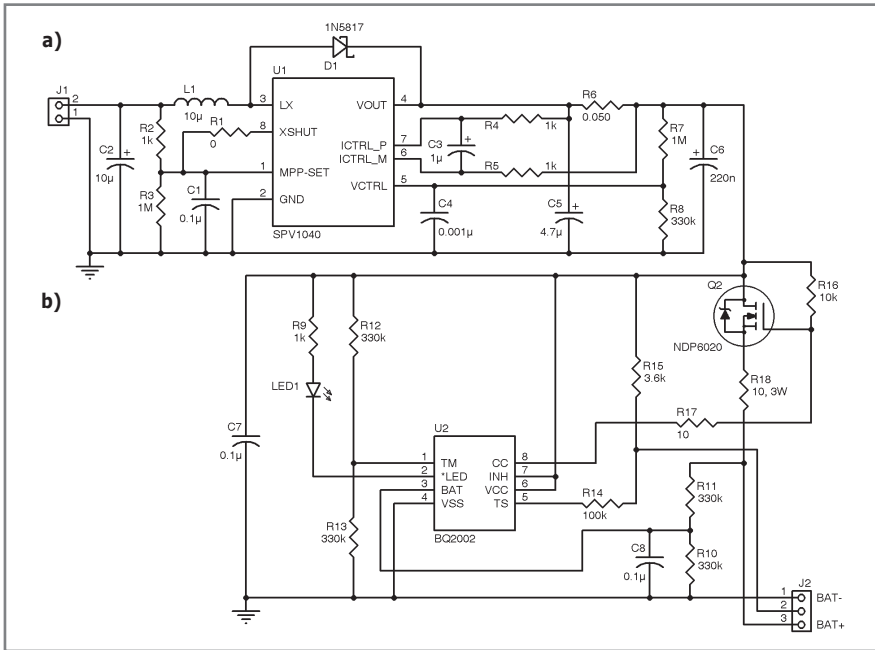 a)
1N5817
D1
J1
2
1
L1
10µ
U1
3
LX
VOUT
4
R6
0.050
R2
1k
R1
0
8
XSHUT
ICTRL_P
7
ICTRL_M
6
C3
1µ
R4
1k
R5
1k
R7
1M
C6
220n
C2
10µ
1
MPP-SET
VCTRL
5
R3
1M
C1
0.1µ
2
GND
SPV1040
C4
0.001µ
C5
4.7µ
R8
330k
b)
Q2
NDP6020
R16
10k
R9
1k
R12
330k
LED1
R15
3.6k
R18
10, 3W
R17
10
C7
0.1µ
U2
1
TM
CC
8
2
*LED
INH
7
3
BAT
VCC
6
4
VSS
TS
5
BQ2002
R14
100k
R11
330k
R13
330k
C8
0.1µ
R10
330k
J2
1
BAT-
2
3
BAT+